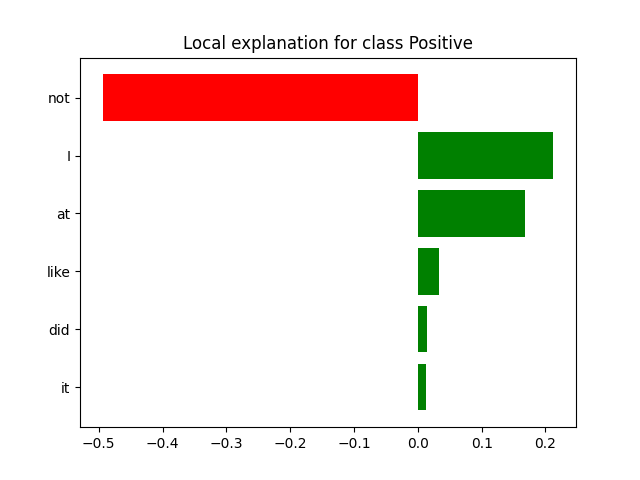 Local explanation for class Positive
not
I
at
like
did
it
−0.5 −0.4 −0.3 −0.2 −0.1 0.0 0.1 0.2